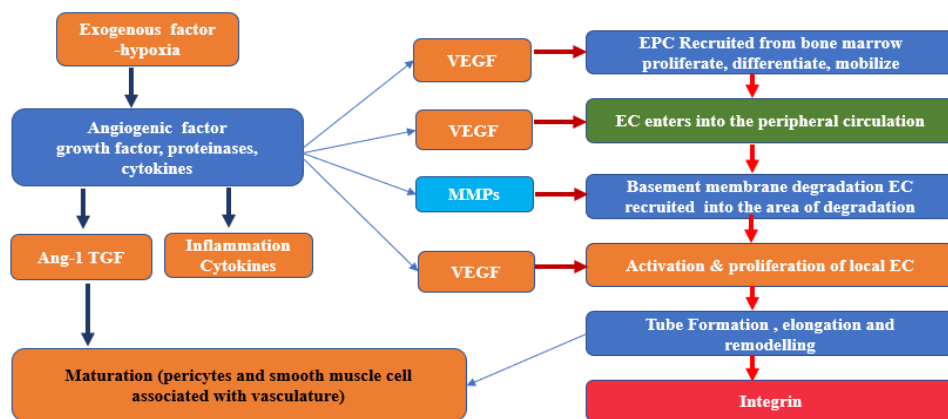 Exogenous factor
-hypoxia
Angiogenic factor
growth factor, proteinases,
cytokines
Ang-1 TGF
Inflammation
Cytokines
Maturation (pericytes and smooth muscle cell
associated with vasculature)
VEGF
VEGF
MMPs
VEGF
EPC Recruited from bone marrow
proliferate, differentiate, mobilize
EC enters into the peripheral circulation
Basement membrane degradation EC
recruited into the area of degradation
Activation & proliferation of local EC
Tube Formation , elongation and
remodelling
Integrin